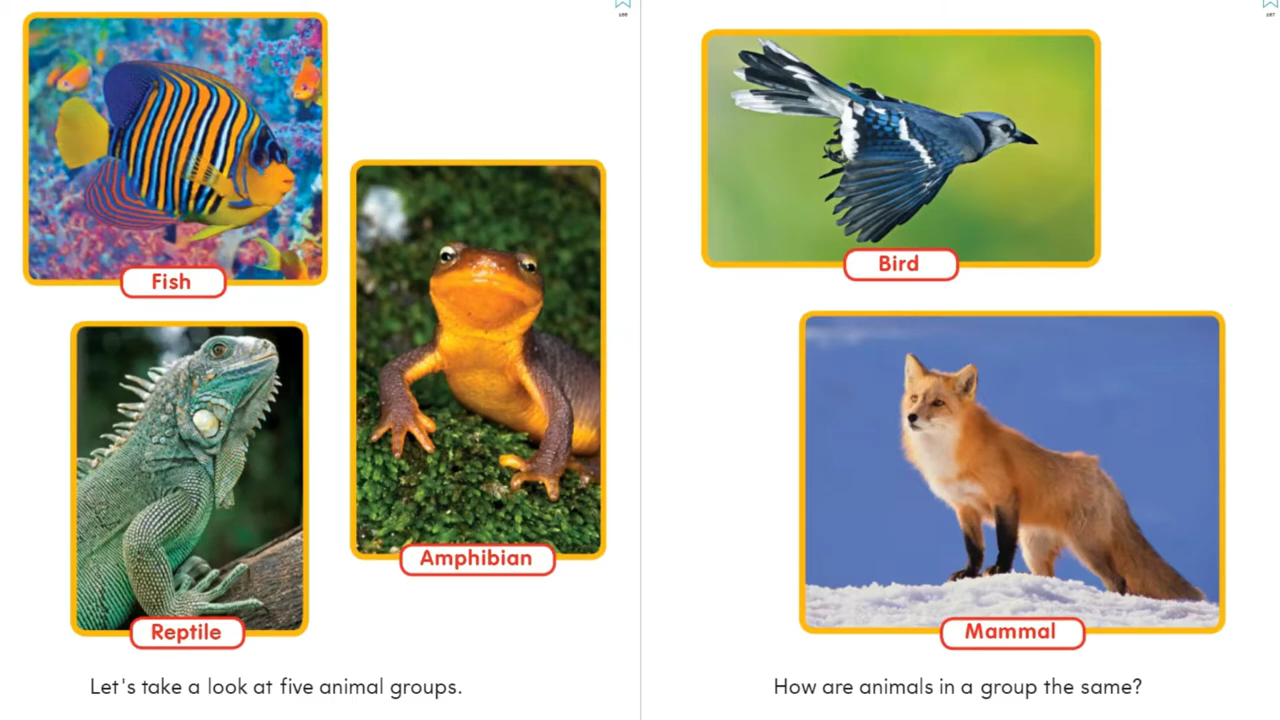 Fish
Amphibian
Reptile
Let's take a look at five animal groups.
Bird
Mammal
How are animals in a group the same?